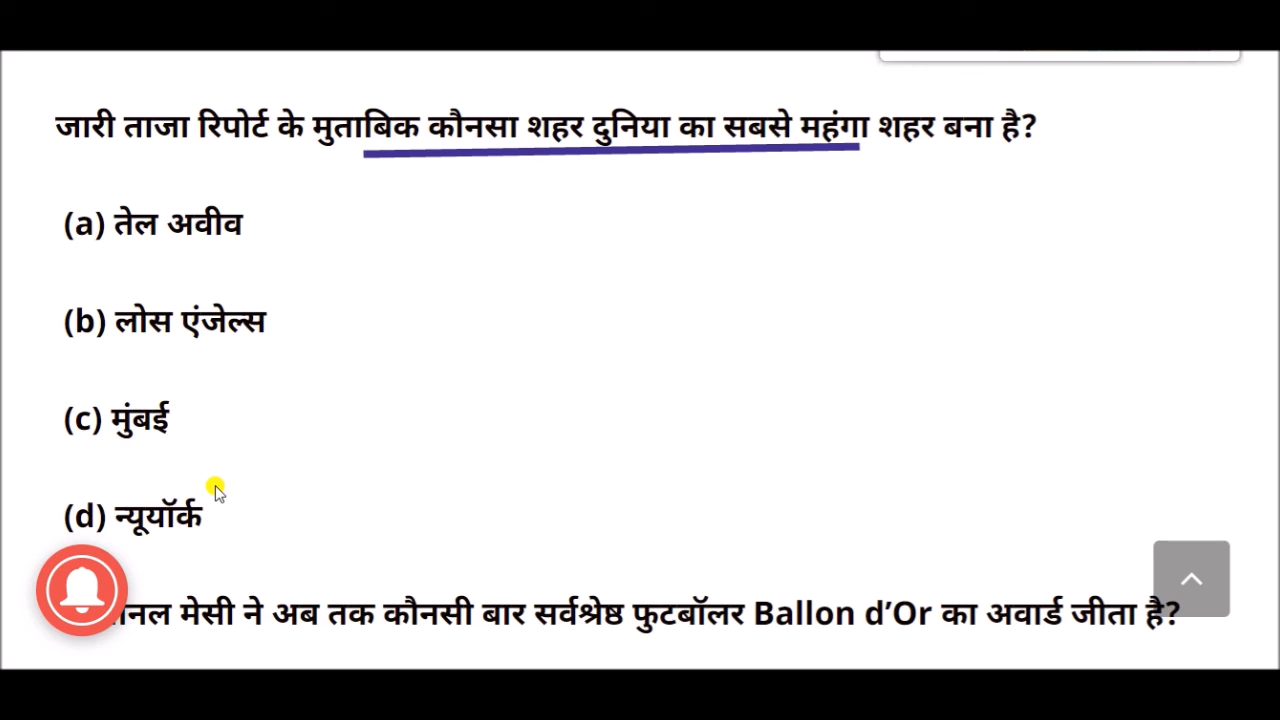 जारी ताजा रिपोर्ट के मुताबिक कौनसा शहर दुनिया का सबसे महंगा शहर बना है?
(a) तेल अवीव
(b) लोस एंजेल्स
(c) मुंबई
(d) न्यूयॉर्क
मेसी ने अब तक कौनसी बार सर्वश्रेष्ठ फुटबॉलर Ballon d’Or का अवार्ड जीता है?